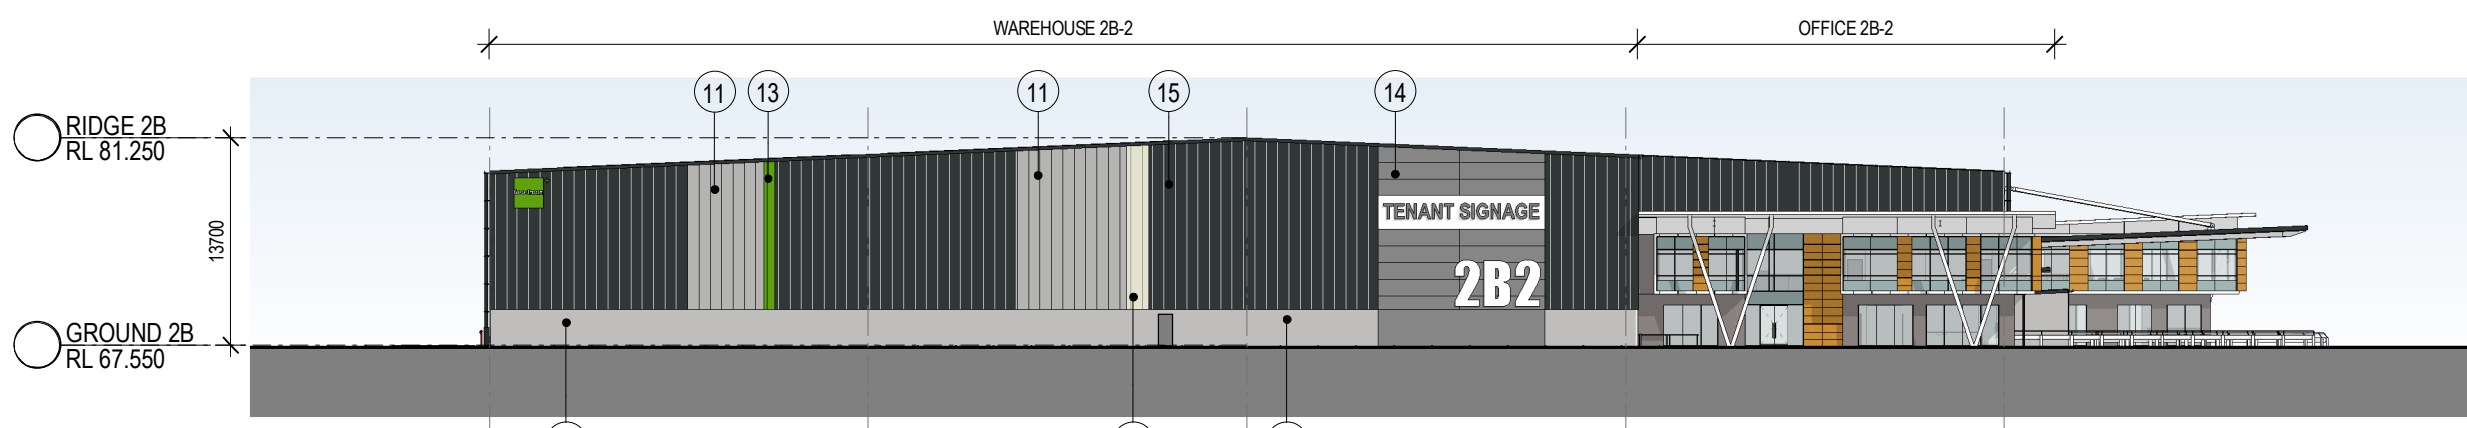 WAREHOUSE 2B-2
OFFICE 2B-2
11
13
11
15
14
RIDGE 2B
RL 81.250
13700
TENANT SIGNAGE
2B2
GROUND 2B
RL 67.550